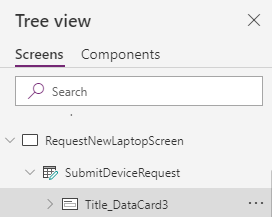 Tree view
Screens Components
Search
RequestNewLaptopScreen
SubmitDeviceRequest
Title_DataCard3